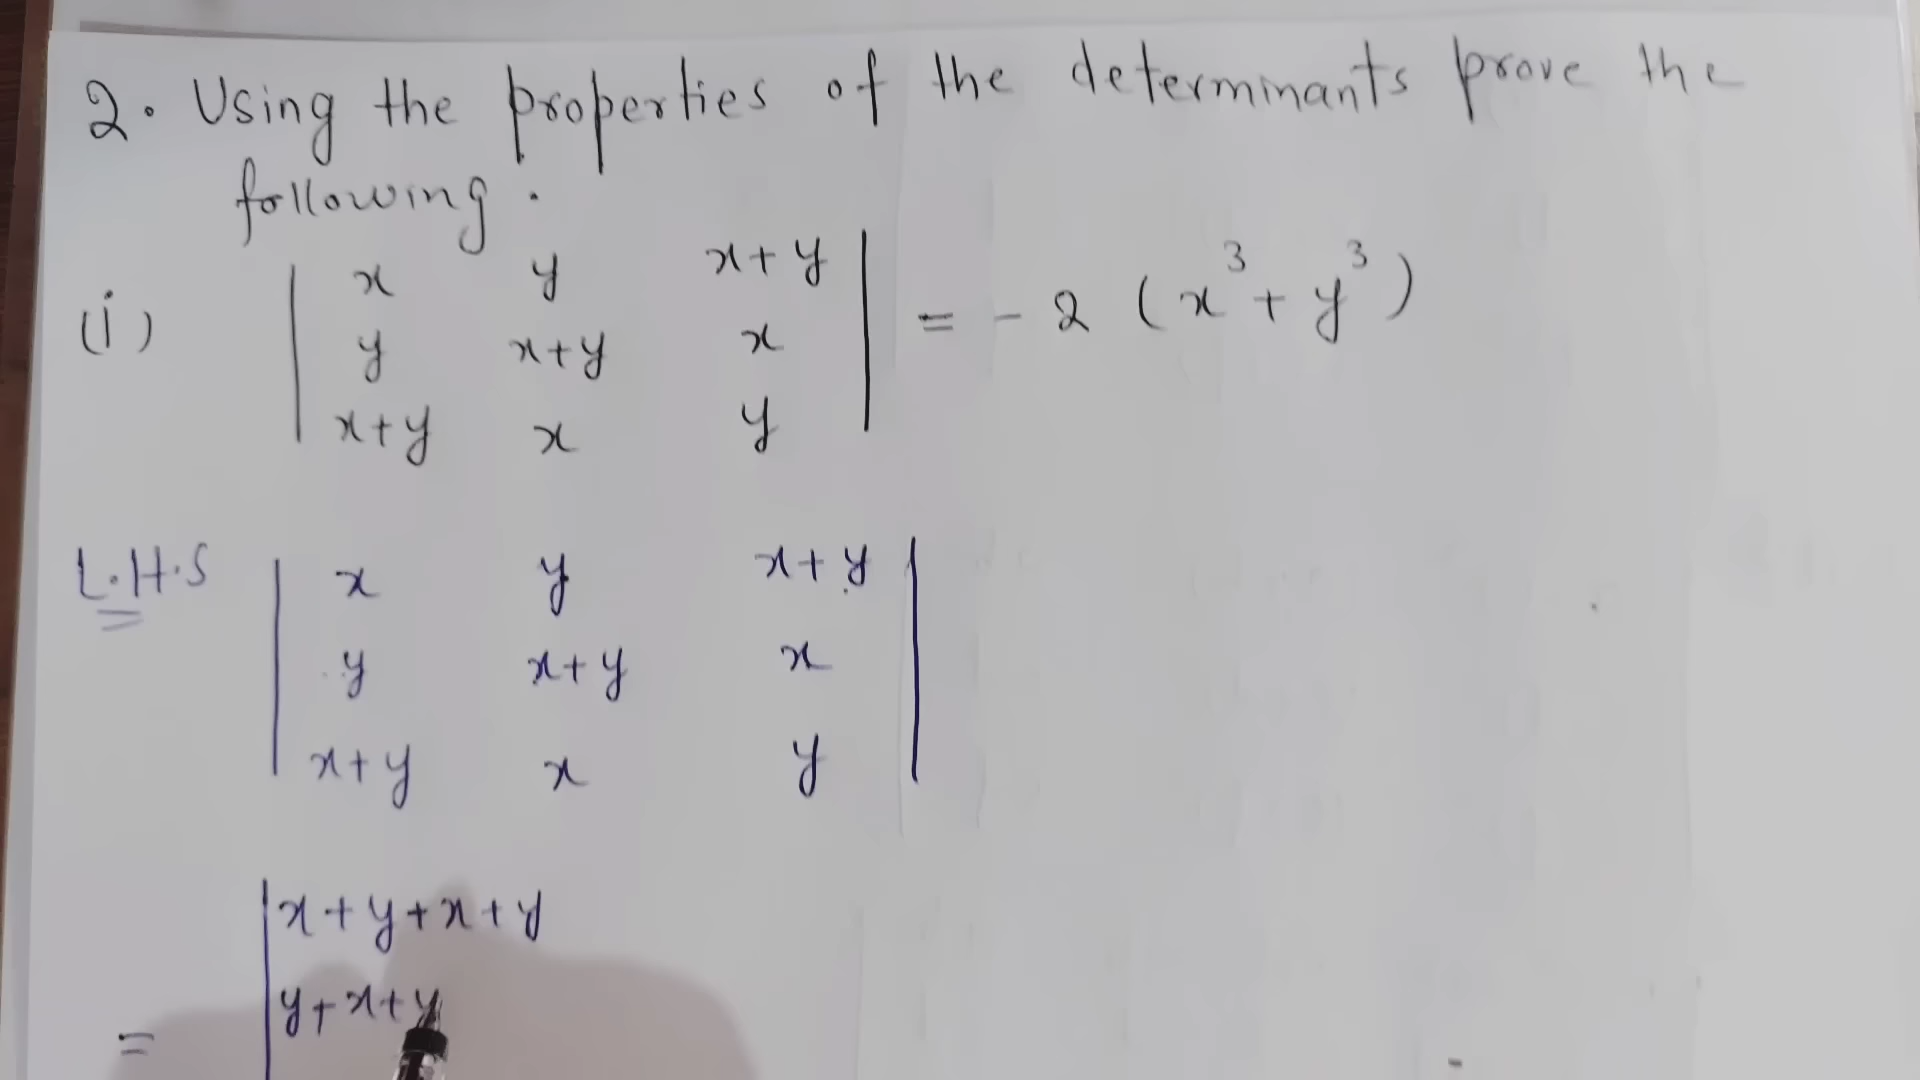 2. Using the properties of the determinants prove the
following.
(i) | x y x+y |
| y x+y x | = -2 (x³+y³)
| x+y x y |
L.H.S | x y x+y |
| y x+y x |
| x+y x y |
| x+y+x+y
= | y+x+y